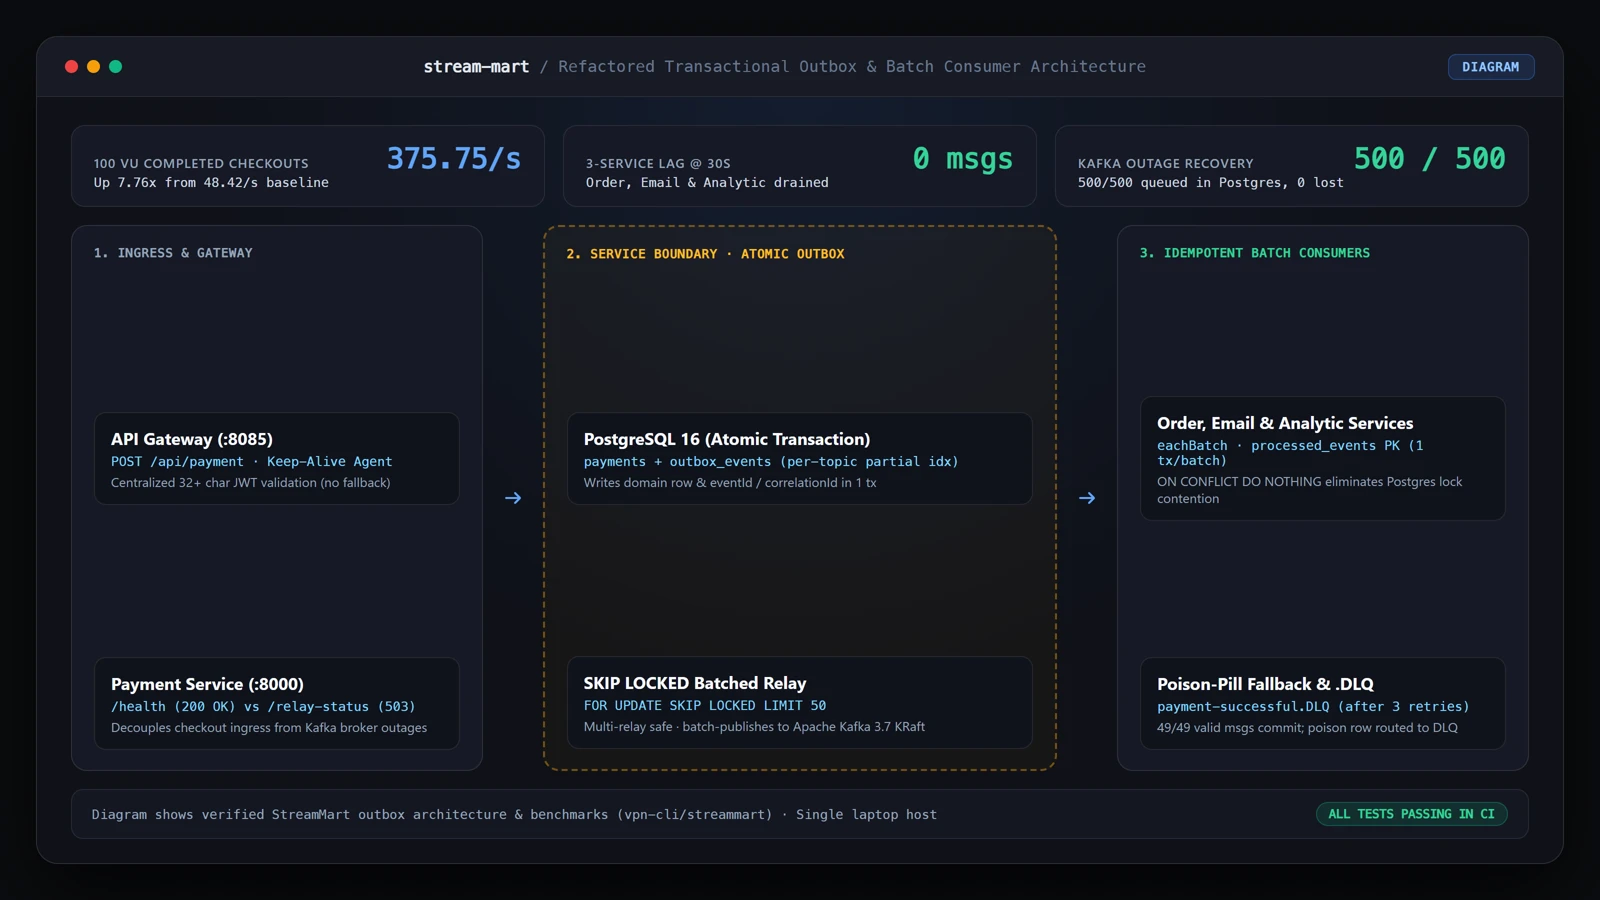 stream-mart / Refactored Transactional Outbox & Batch Consumer Architecture
DIAGRAM
100 VU COMPLETED CHECKOUTS
375.75/s
Up 7.76x from 48.42/s baseline
3-SERVICE LAG @ 30S
0 msgs
Order, Email & Analytic drained
KAFKA OUTAGE RECOVERY
500 / 500
500/500 queued in Postgres, 0 lost
1. INGRESS & GATEWAY
API Gateway (:8085)
POST /api/payment · Keep-Alive Agent
Centralized 32+ char JWT validation (no fallback)
Payment Service (:8000)
/health (200 OK) vs /relay-status (503)
Decouples checkout ingress from Kafka broker outages
→
2. SERVICE BOUNDARY · ATOMIC OUTBOX
PostgreSQL 16 (Atomic Transaction)
payments + outbox_events (per-topic partial idx)
Writes domain row & eventId / correlationId in 1 tx
SKIP LOCKED Batched Relay
FOR UPDATE SKIP LOCKED LIMIT 50
Multi-relay safe · batch-publishes to Apache Kafka 3.7 KRaft
→
3. IDEMPOTENT BATCH CONSUMERS
Order, Email & Analytic Services
eachBatch · processed_events PK (1
tx/batch)
ON CONFLICT DO NOTHING eliminates Postgres lock
contention
Poison-Pill Fallback & .DLQ
payment-successful.DLQ (after 3 retries)
49/49 valid msgs commit; poison row routed to DLQ
Diagram shows verified StreamMart outbox architecture & benchmarks (vpn-cli/streammart) · Single laptop host
ALL TESTS PASSING IN CI